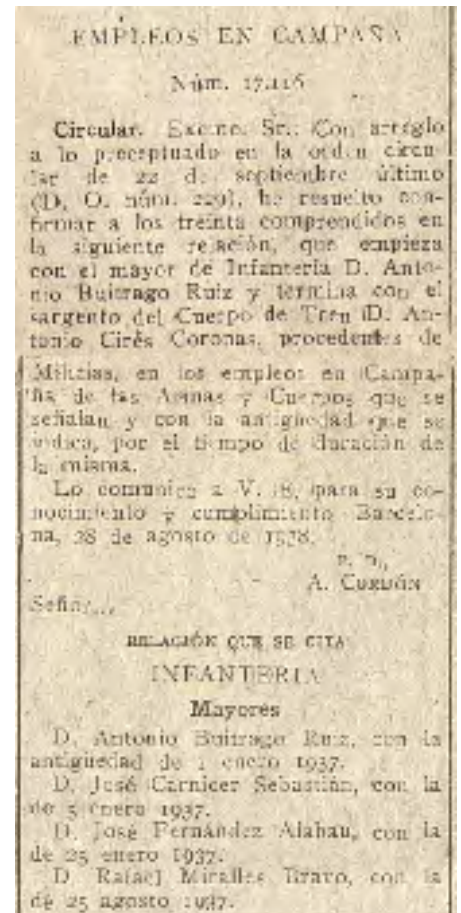 EMPLEOS EN CAMPAÑA
Núm. 17.116
Circular. Excmo. Sr.: Con arreglo
a lo preceptuado en la orden circu-
lar de 22 de septiembre último
(D. O. núm. 229), he resuelto con-
firmar a los treinta comprendidos en
la siguiente relación, que empieza
con el mayor de Infantería D. Anto-
nio Buitrago Ruiz y termina con el
sargento del Cuerpo de Tren D. An-
tonio Cirés Coronas, procedentes de
Milicias, en los empleos en Campa-
ña de las Armas y Cuerpos que se
señalan y con la antigüedad que se
indica, por el tiempo de duración de
la misma.
Lo comunico a V. E. para su co-
nocimiento y cumplimiento. Barcelo-
na, 28 de agosto de 1938.
P. D.,
A. CORDÓN
Señor...
RELACIÓN QUE SE CITA
INFANTERIA
Mayores
D. Antonio Buitrago Ruiz, con la
antigüedad de 1 enero 1937.
D. José Carnicer Sebastián, con la
de 5 enero 1937.
D. José Fernández Alabau, con la
de 25 enero 1937.
D. Rafael Miralles Bravo, con la
de 25 agosto 1937.